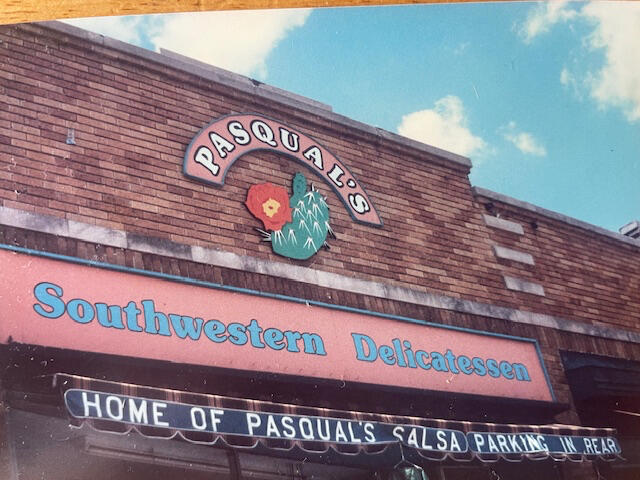 PASQUAL'S
Southwestern Delicatessen
HOME OF PASQUAL'S SALSA PARKING IN REAR